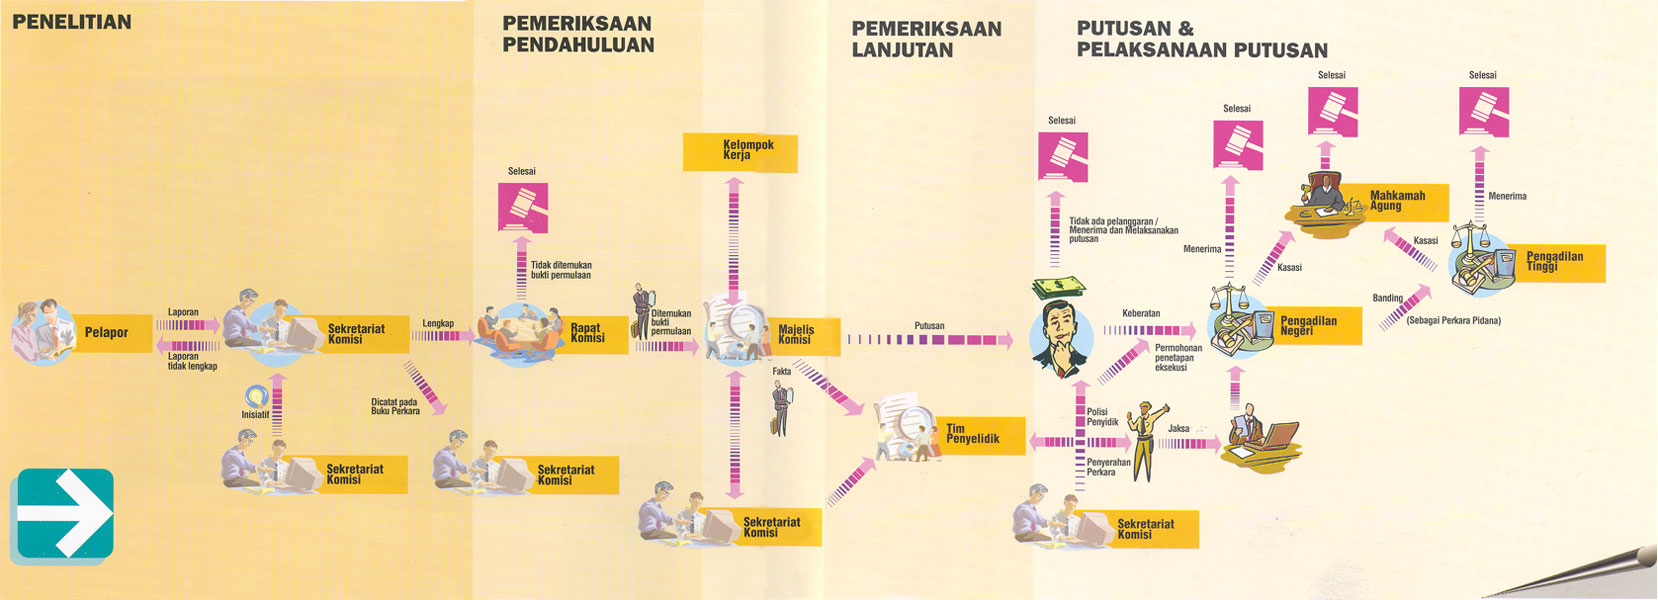 PENELITIAN
PEMERIKSAAN
PENDAHULUAN
PEMERIKSAAN
LANJUTAN
PUTUSAN &
PELAKSANAAN PUTUSAN
Pelapor
Laporan
Laporan
tidak lengkap
Sekretariat
Komisi
Inisiatif
Sekretariat
Komisi
Lengkap
Dicatat pada
Buku Perkara
Sekretariat
Komisi
Selesai
Tidak ditemukan
bukti permulaan
Rapat
Komisi
Ditemukan
bukti
permulaan
Kelompok
Kerja
Majelis
Komisi
Fakta
Sekretariat
Komisi
Putusan
Tim
Penyelidik
Selesai
Tidak ada pelanggaran /
Menerima dan Melaksanakan
putusan
Keberatan
Permohonan
penetapan
eksekusi
Polisi
Penyidik
Penyerahan
Perkara
Jaksa
Sekretariat
Komisi
Selesai
Menerima
Pengadilan
Negeri
Kasasi
Selesai
Mahkamah
Agung
Kasasi
Banding
(Sebagai Perkara Pidana)
Selesai
Menerima
Pengadilan
Tinggi